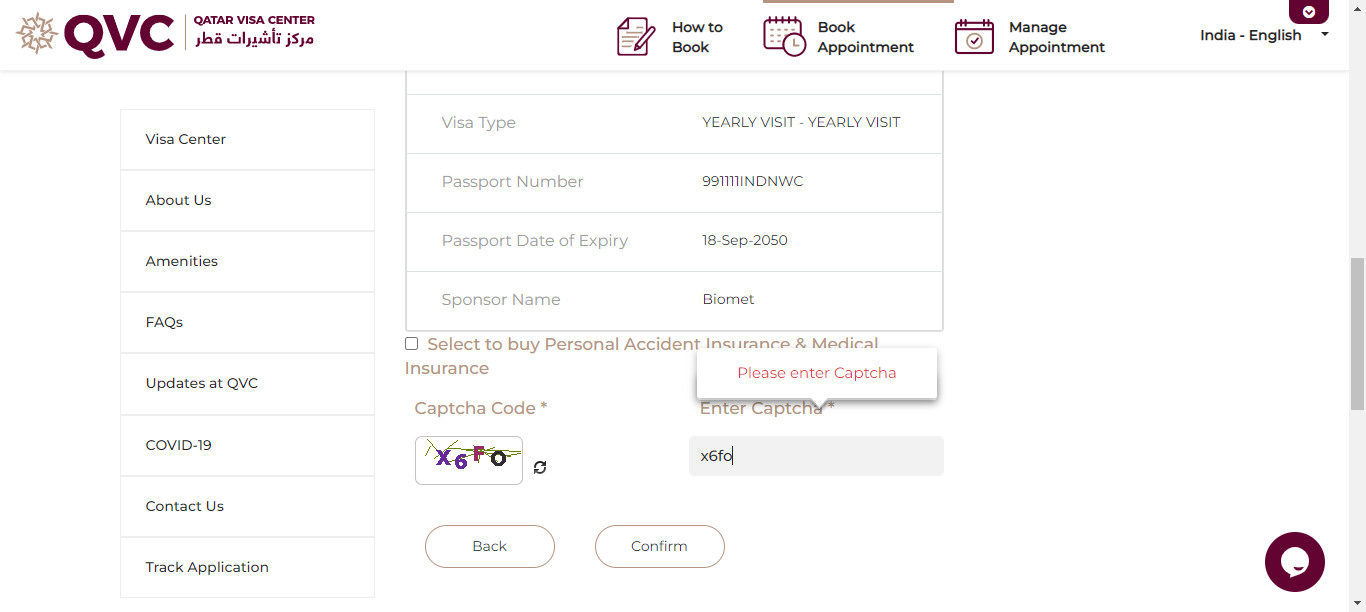 QVC
QATAR VISA CENTER
مركز تأشيرات قطر
How to
Book
Book
Appointment
Manage
Appointment
India - English
Visa Center
About Us
Amenities
FAQs
Updates at QVC
COVID-19
Contact Us
Track Application
Visa Type
YEARLY VISIT - YEARLY VISIT
Passport Number
991111INDNWC
Passport Date of Expiry
18-Sep-2050
Sponsor Name
Biomet
Select to buy Personal Accident Insurance & Medical
Insurance
Please enter Captcha
Captcha Code *
Enter Captcha *
X6FO
x6fo
Back
Confirm